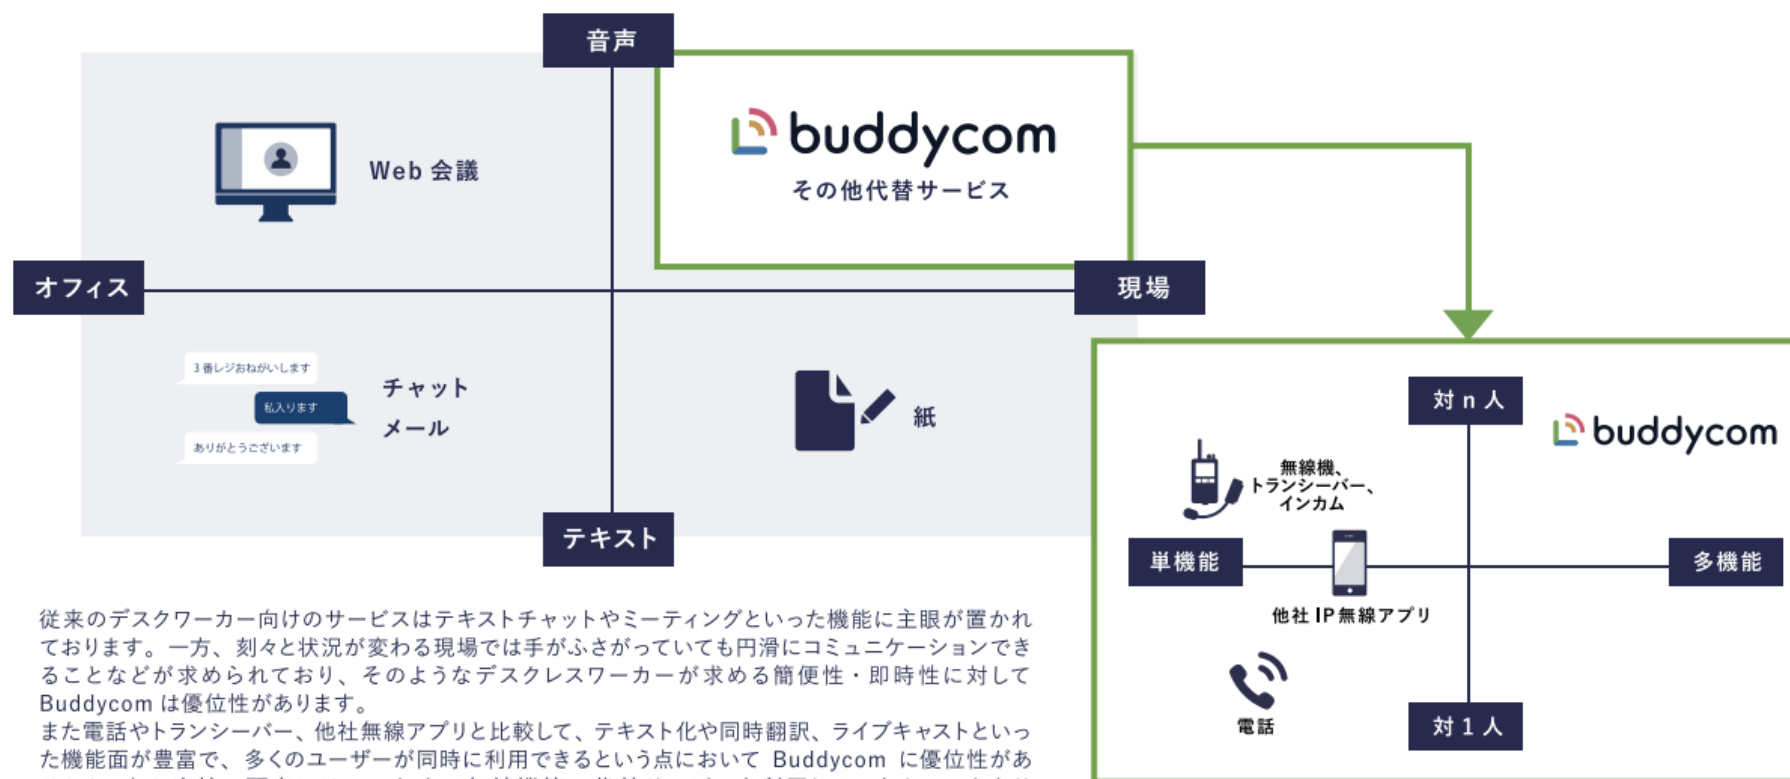 音声
buddycom
その他代替サービス
Web 会議
オフィス
現場
3番レジおねがいします
私入ります
ありがとうございます
チャット
メール
紙
テキスト
対 n 人
buddycom
無線機、
トランシーバー、
インカム
単機能
多機能
他社 IP無線アプリ
電話
対 1 人
従来のデスクワーカー向けのサービスはテキストチャットやミーティングといった機能に主眼が置かれ
ております。一方、刻々と状況が変わる現場では手がふさがっていても円滑にコミュニケーションでき
ることなどが求められており、そのようなデスクレスワーカーが求める簡便性・即時性に対して
Buddycom は優位性があります。
また電話やトランシーバー、他社無線アプリと比較して、テキスト化や同時翻訳、ライブキャストといっ
た機能面が豊富で、多くのユーザーが同時に利用できるという点において Buddycom に優位性があ